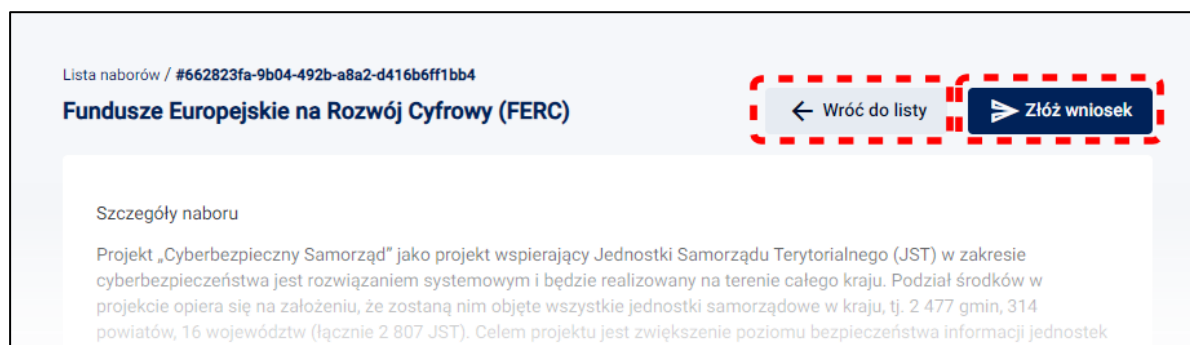 Lista naborów / #662823fa-9b04-492b-a8a2-d416b6ff1bb4
Fundusze Europejskie na Rozwój Cyfrowy (FERC)
Wróć do listy
Złóż wniosek
Szczegóły naboru
Projekt „Cyberbezpieczny Samorząd” jako projekt wspierający Jednostki Samorządu Terytorialnego (JST) w zakresie
cyberbezpieczeństwa jest rozwiązaniem systemowym i będzie realizowany na terenie całego kraju. Podział środków w
projekcie opiera się na założeniu, że zostaną nim objęte wszystkie jednostki samorządowe w kraju, tj. 2 477 gmin, 314
powiatów, 16 województw (łącznie 2 807 JST). Celem projektu jest zwiększenie poziomu bezpieczeństwa informacji jednostek